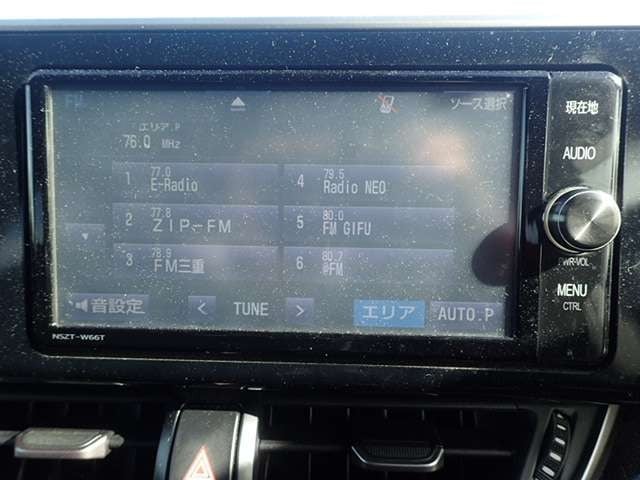 FM
ソース選択
現在地
エリア.P
76.0 MHz
AUDIO
1 77.0 E-Radio
4 79.5 Radio NEO
2 77.8 ZIP-FM
5 80.0 FM GIFU
3 78.9 FM三重
6 80.7 @FM
PWR-VOL
MENU
CTRL
音設定
< TUNE >
エリア
AUTO.P
NSZT-W66T